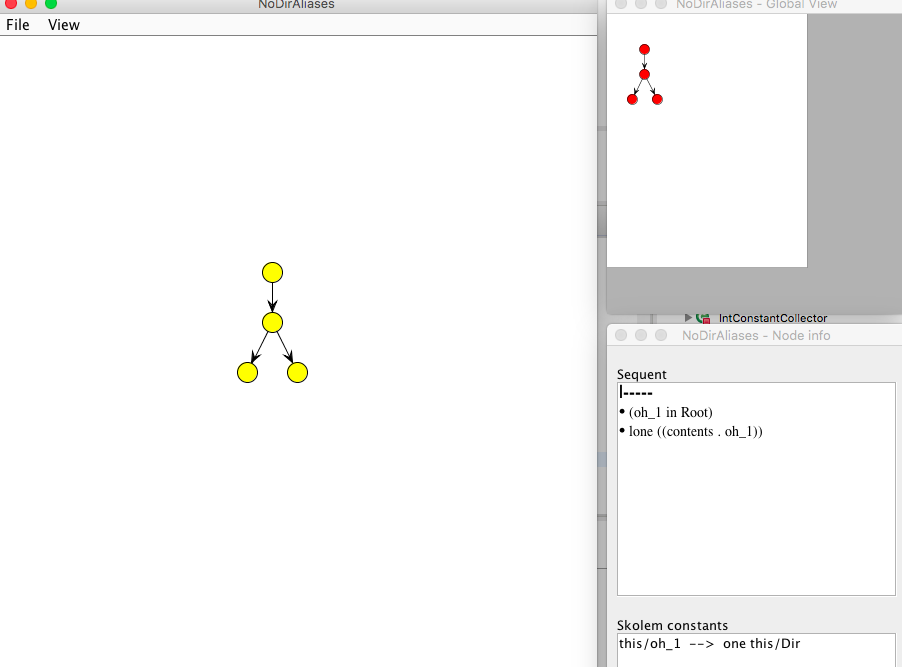 NoDirAliases
File View
NoDirAliases - Global View
IntConstantCollector
NoDirAliases - Node info
Sequent
|-----
• (oh_1 in Root)
• lone ((contents . oh_1))
Skolem constants
this/oh_1 --> one this/Dir